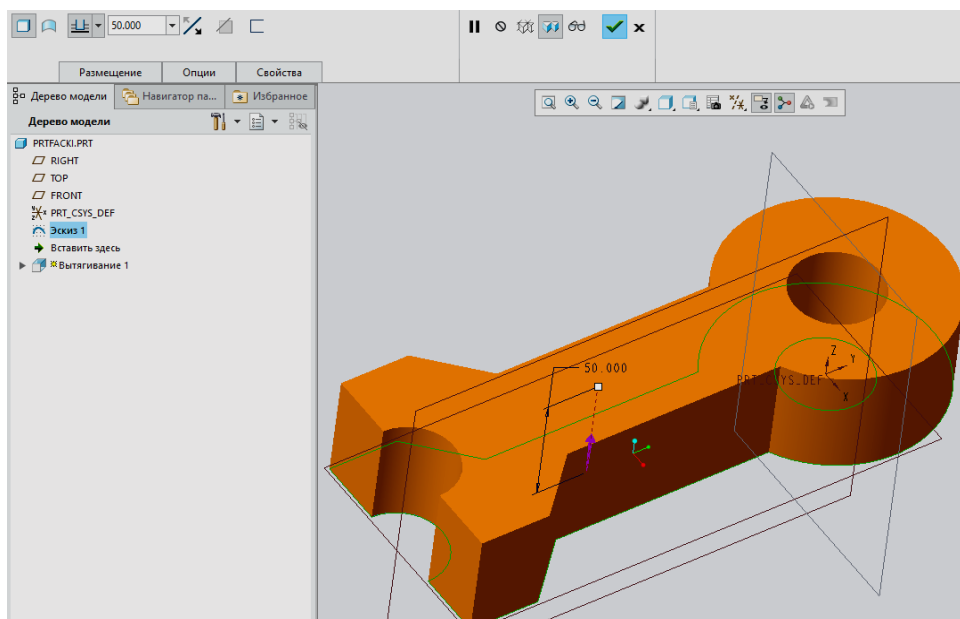 50.000
Размещение Опции Свойства
Дерево модели Навигатор па... Избранное
Дерево модели
PRTFACKI.PRT
RIGHT
TOP
FRONT
PRT_CSYS_DEF
Эскиз 1
Вставить здесь
Вытягивание 1
50.000
PRT_CSYS_DEF
Z
Y
X